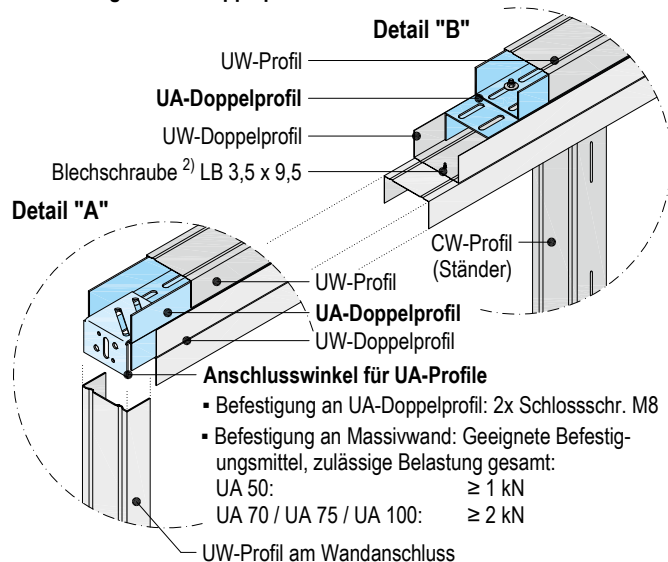 Detail "B"
UW-Profil
UA-Doppelprofil
UW-Doppelprofil
Blechschraube 2) LB 3,5 x 9,5
Detail "A"
CW-Profil
(Ständer)
UW-Profil
UA-Doppelprofil
UW-Doppelprofil
Anschlusswinkel für UA-Profile
▪ Befestigung an UA-Doppelprofil: 2x Schlossschr. M8
▪ Befestigung an Massivwand: Geeignete Befestig-
ungsmittel, zulässige Belastung gesamt:
UA 50: ≥ 1 kN
UA 70 / UA 75 / UA 100: ≥ 2 kN
UW-Profil am Wandanschluss